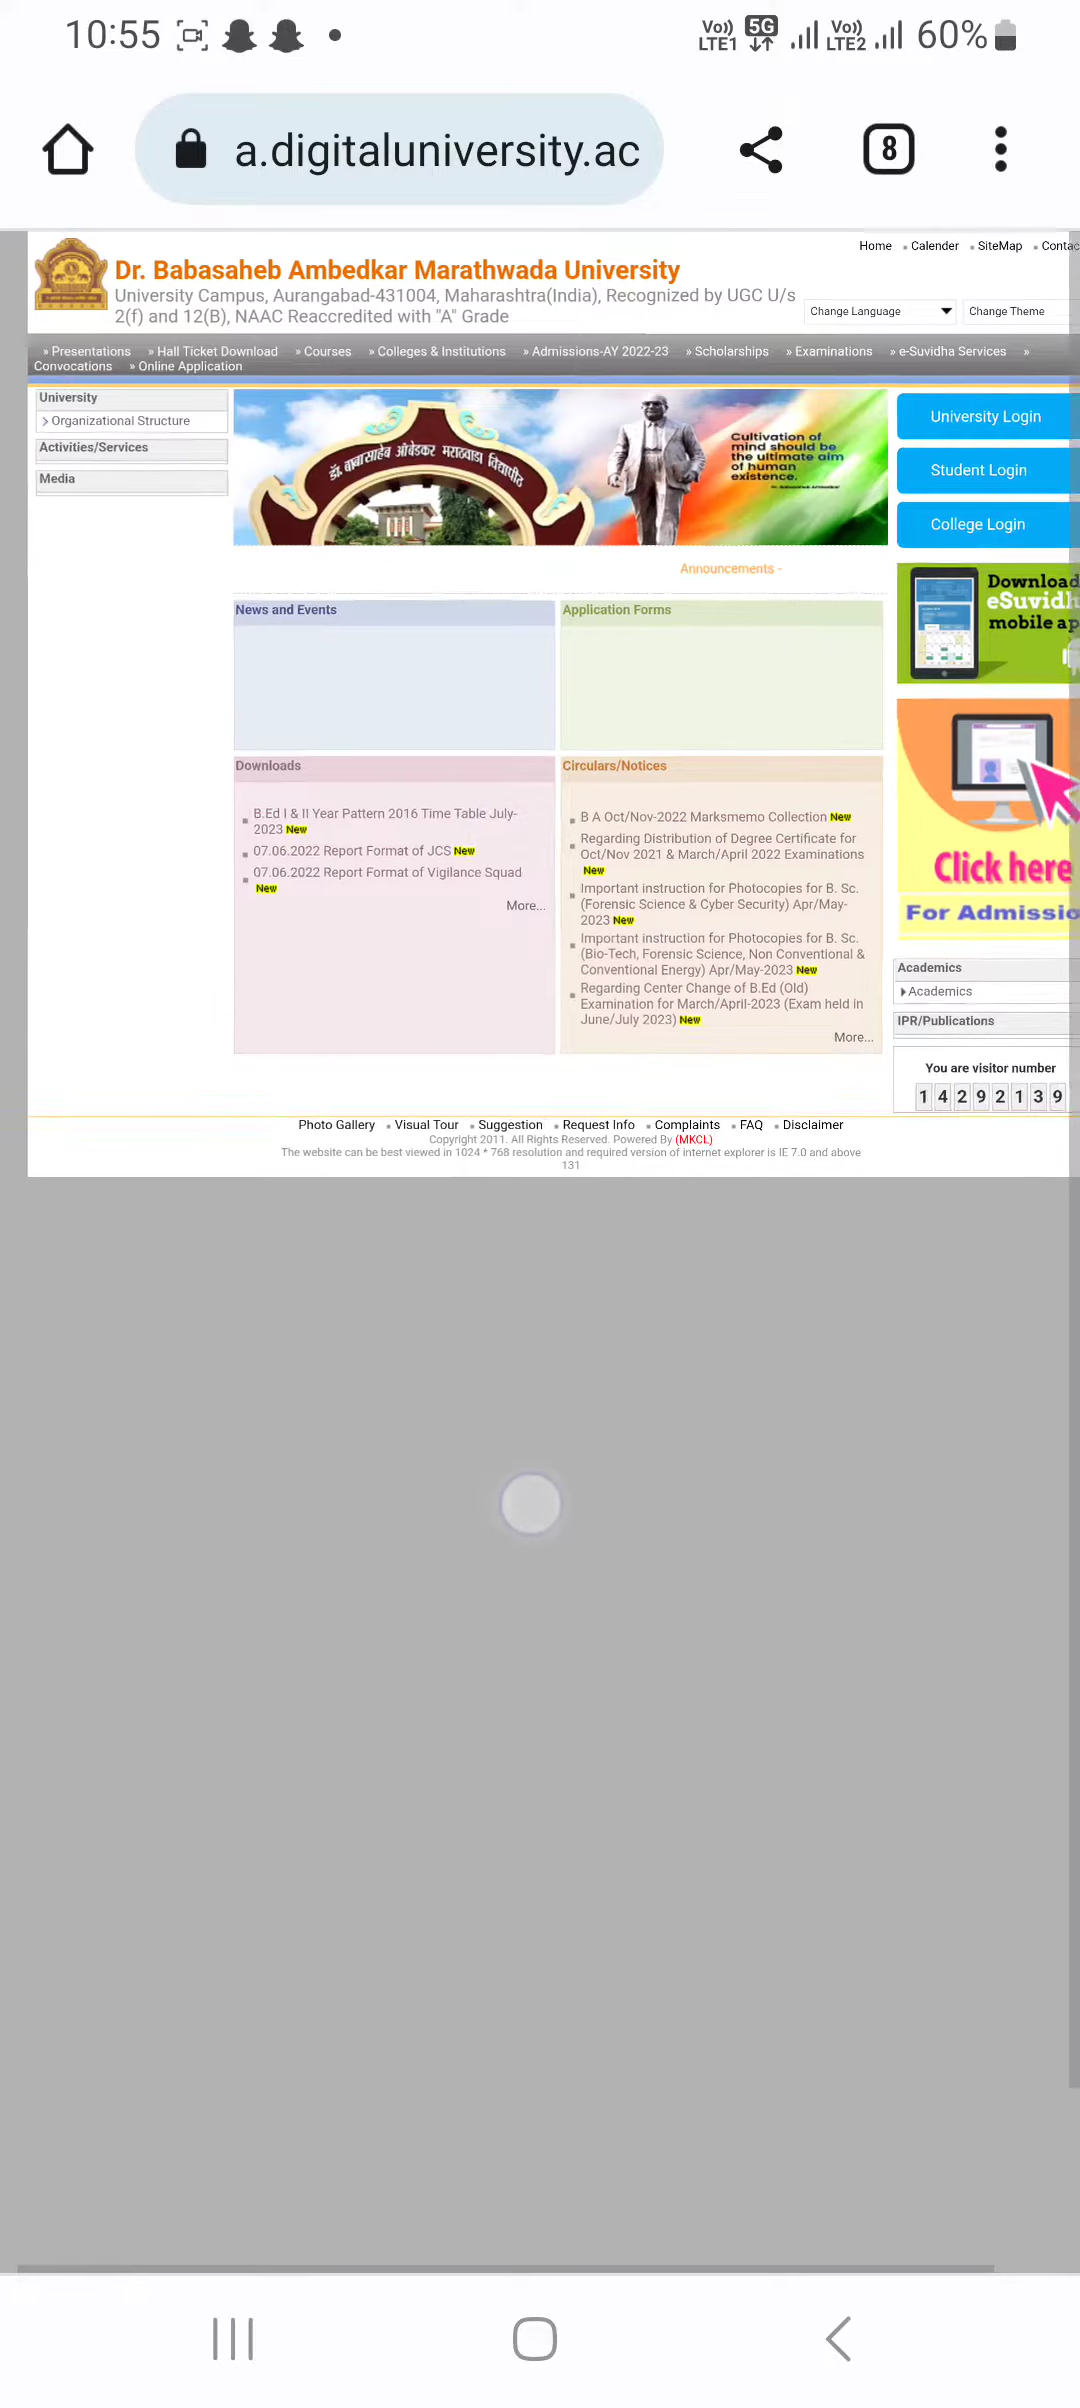 10:55
Vo)) LTE1 5G Vo)) LTE2 60%
a.digitaluniversity.ac
8
Home Calender SiteMap Contac
Dr. Babasaheb Ambedkar Marathwada University
University Campus, Aurangabad-431004, Maharashtra(India), Recognized by UGC U/s
2(f) and 12(B), NAAC Reaccredited with "A" Grade
Change Language Change Theme
» Presentations » Hall Ticket Download » Courses » Colleges & Institutions » Admissions-AY 2022-23 » Scholarships » Examinations » e-Suvidha Services »
Convocations » Online Application
University
Organizational Structure
Activities/Services
Media
डॉ. बाबासाहेब आंबेडकर मराठवाडा विद्यापीठ
Cultivation of
mind should be
the ultimate aim
of human
existence.
University Login
Student Login
College Login
Announcements -
Download
eSuvidh
mobile ap
News and Events
Application Forms
Click here
For Admissio
Downloads
B.Ed I & II Year Pattern 2016 Time Table July-
2023 New
07.06.2022 Report Format of JCS New
07.06.2022 Report Format of Vigilance Squad
New
More...
Circulars/Notices
B A Oct/Nov-2022 Marksmemo Collection New
Regarding Distribution of Degree Certificate for
Oct/Nov 2021 & March/April 2022 Examinations
New
Important instruction for Photocopies for B. Sc.
(Forensic Science & Cyber Security) Apr/May-
2023 New
Important instruction for Photocopies for B. Sc.
(Bio-Tech, Forensic Science, Non Conventional &
Conventional Energy) Apr/May-2023 New
Regarding Center Change of B.Ed (Old)
Examination for March/April-2023 (Exam held in
June/July 2023) New
More...
Academics
Academics
IPR/Publications
You are visitor number
1 4 2 9 2 1 3 9
Photo Gallery Visual Tour Suggestion Request Info Complaints FAQ Disclaimer
Copyright 2011. All Rights Reserved. Powered By (MKCL)
The website can be best viewed in 1024 * 768 resolution and required version of internet explorer is IE 7.0 and above
131